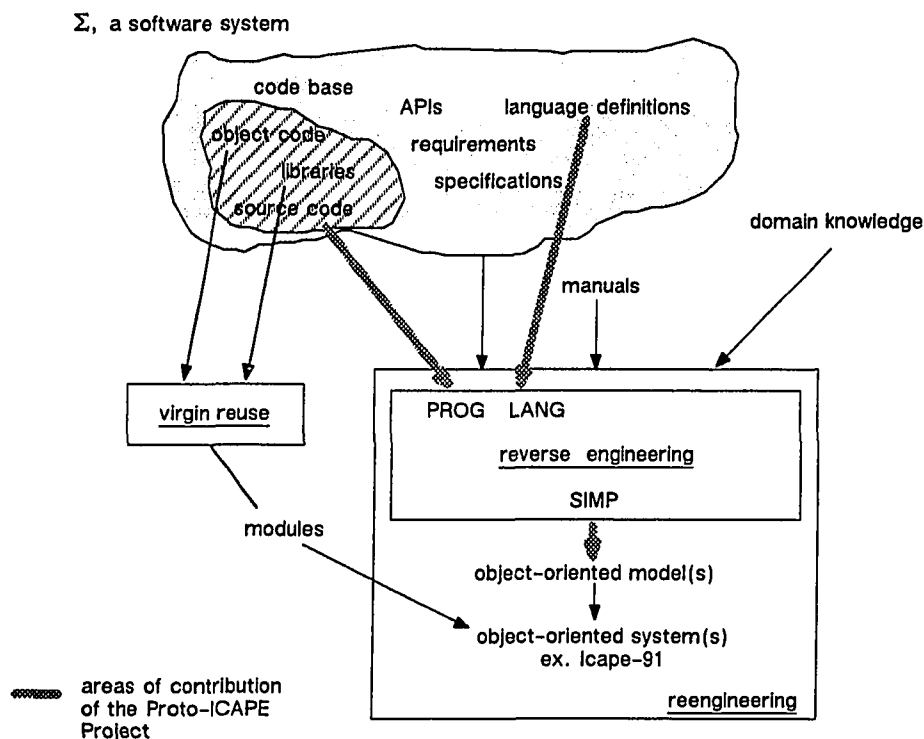 Σ, a software system
code base
APIs
language definitions
object code
requirements
libraries
specifications
source code
domain knowledge
manuals
virgin reuse
PROG LANG
reverse engineering
SIMP
modules
object-oriented model(s)
object-oriented system(s)
ex. Icape-91
areas of contribution
of the Proto-ICAPE
Project
reengineering